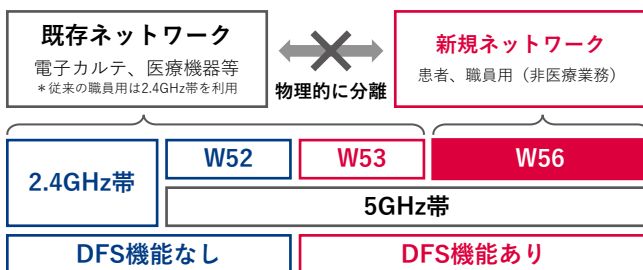 既存ネットワーク
電子カルテ、医療機器等
＊従来の職員用は2.4GHz帯を利用
物理的に分離
新規ネットワーク
患者、職員用（非医療業務）
2.4GHz帯
W52
W53
W56
5GHz帯
DFS機能なし
DFS機能あり